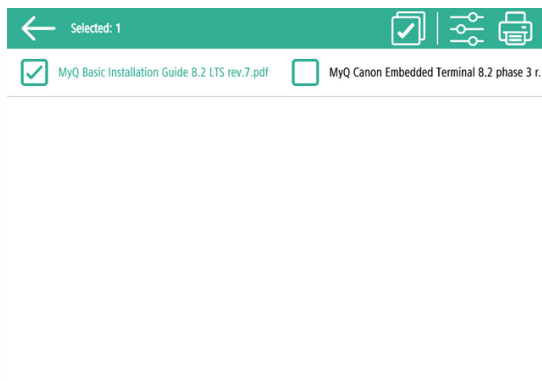 Selected: 1
MyQ Basic Installation Guide 8.2 LTS rev.7.pdf
MyQ Canon Embedded Terminal 8.2 phase 3 r.